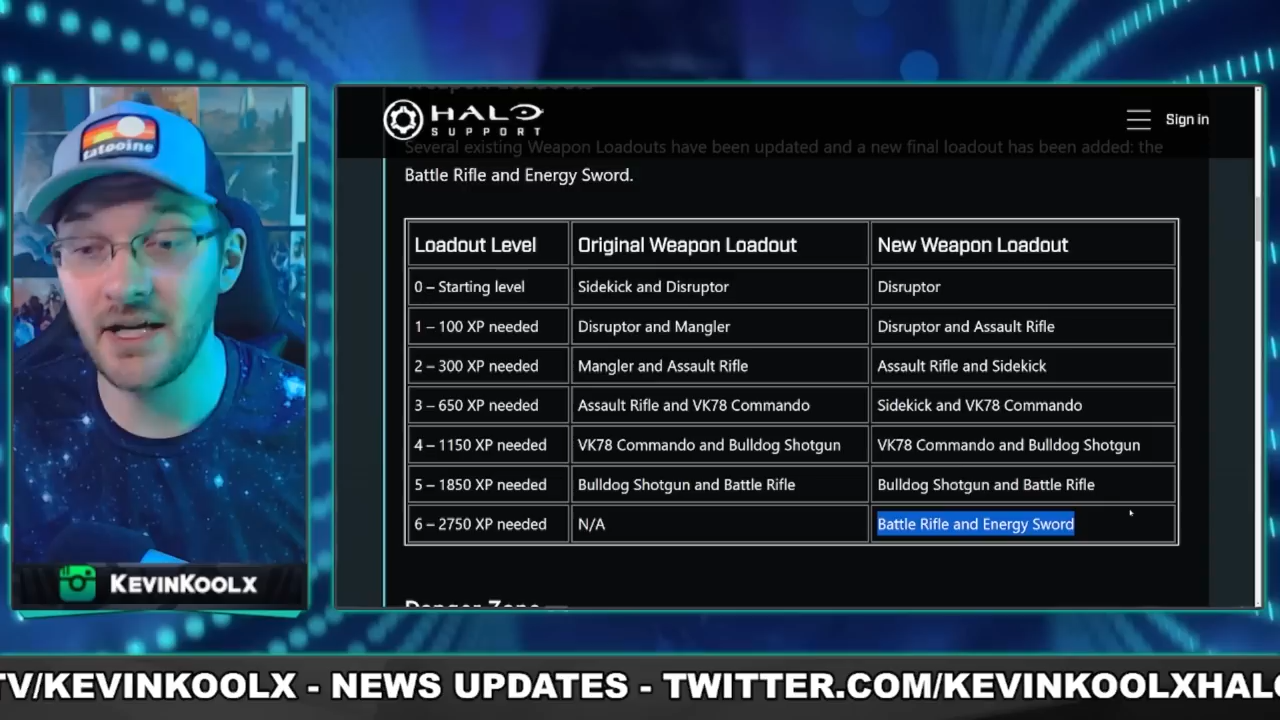 tatooine
HALO
SUPPORT
Sign in
Several existing Weapon Loadouts have been updated and a new final loadout has been added: the
Battle Rifle and Energy Sword.
Loadout Level Original Weapon Loadout New Weapon Loadout
0 – Starting level Sidekick and Disruptor Disruptor
1 – 100 XP needed Disruptor and Mangler Disruptor and Assault Rifle
2 – 300 XP needed Mangler and Assault Rifle Assault Rifle and Sidekick
3 – 650 XP needed Assault Rifle and VK78 Commando Sidekick and VK78 Commando
4 – 1150 XP needed VK78 Commando and Bulldog Shotgun VK78 Commando and Bulldog Shotgun
5 – 1850 XP needed Bulldog Shotgun and Battle Rifle Bulldog Shotgun and Battle Rifle
6 – 2750 XP needed N/A Battle Rifle and Energy Sword
Danger Zone
KEVINKOOLX
TV/KEVINKOOLX - NEWS UPDATES - TWITTER.COM/KEVINKOOLXHALO